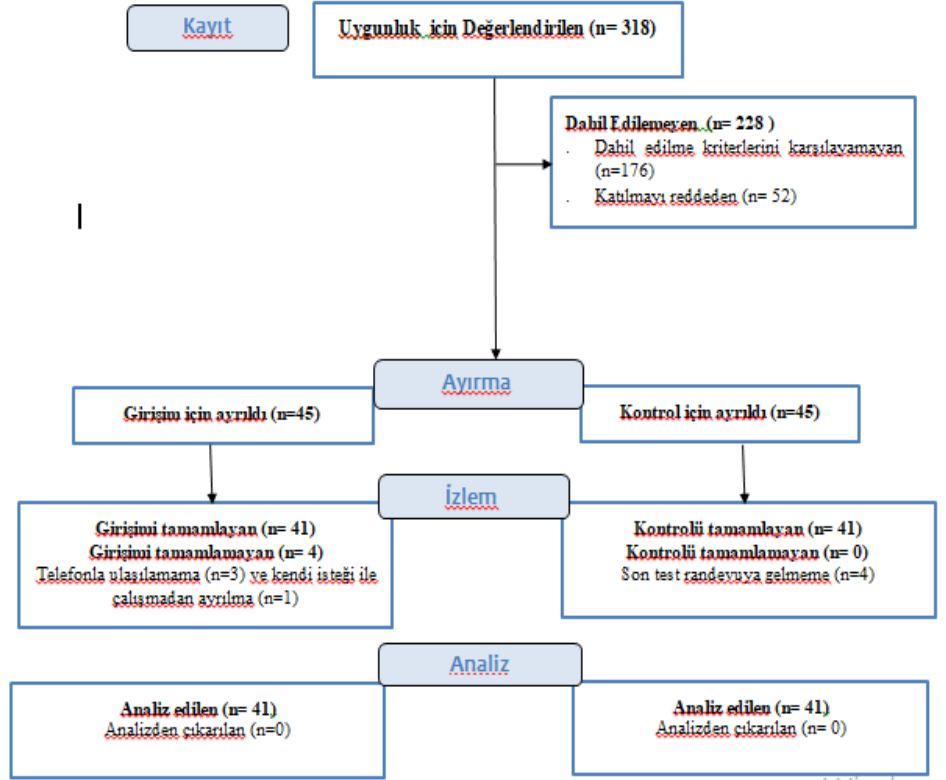 Kayıt
Uygunluk için Değerlendirilen (n= 318)
Dahil Edilemeyen (n= 228 )
. Dahil edilme kriterlerini karşılayamayan
(n=176)
. Katılmayı reddeden (n= 52)
Ayırma
Girişim için ayrıldı (n=45)
Kontrol için ayrıldı (n=45)
İzlem
Girişimi tamamlayan (n= 41)
Girişimi tamamlamayan (n= 4)
Telefonla ulaşılamama (n=3) ve kendi isteği ile
çalışmadan ayrılma (n=1)
Kontrolü tamamlayan (n= 41)
Kontrolü tamamlamayan (n= 0)
Son test randevuya gelmeme (n=4)
Analiz
Analiz edilen (n= 41)
Analizden çıkarılan (n=0)
Analiz edilen (n= 41)
Analizden çıkarılan (n= 0)